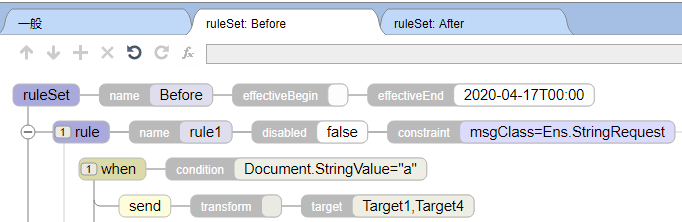 一般 ruleSet: Before ruleSet: After
fx
ruleSet name Before effectiveBegin effectiveEnd 2020-04-17T00:00
1 rule name rule1 disabled false constraint msgClass=Ens.StringRequest
1 when condition Document.StringValue="a"
send transform target Target1,Target4